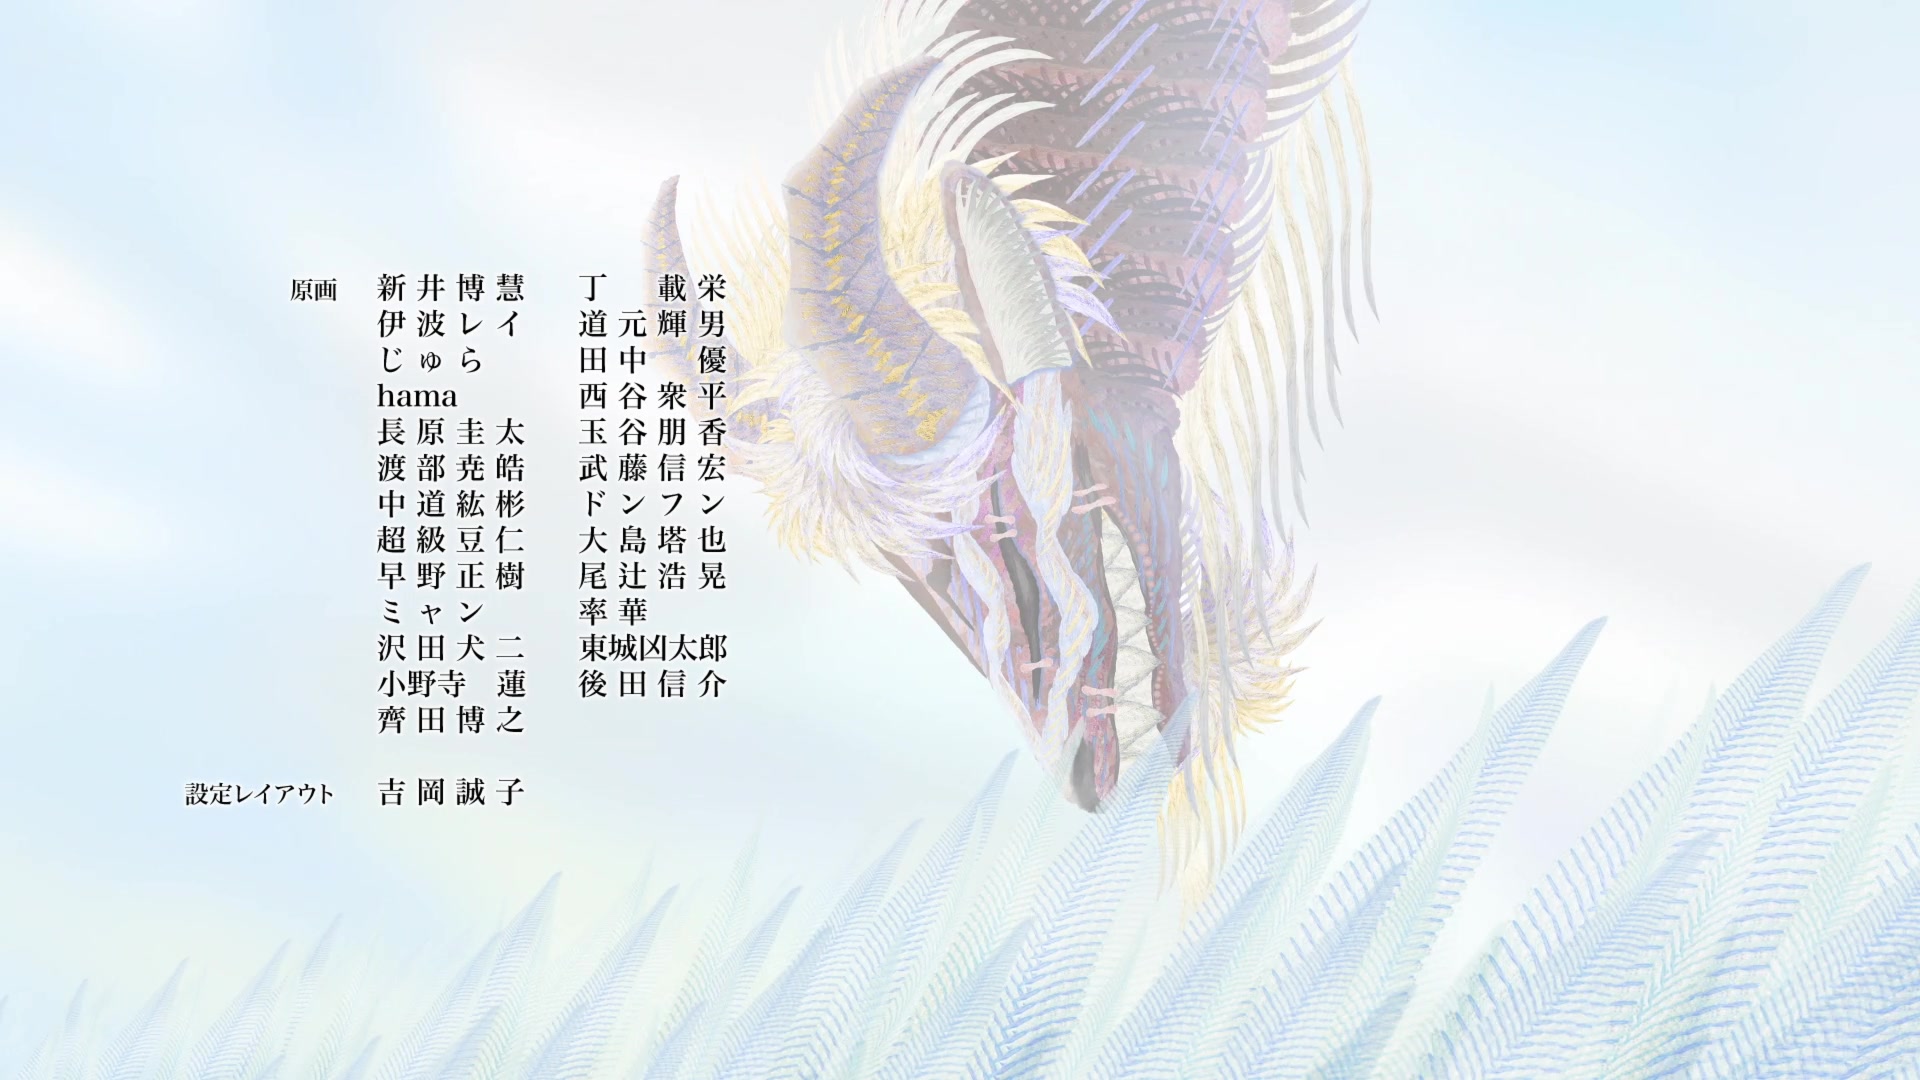 原画 新井博慧 丁 載栄
伊波レイ 道元輝男
じゅら 田中 優
hama 西谷衆平
長原圭太 玉谷朋香
渡部尭皓 武藤信宏
中道紘彬 ドンフン
超級豆仁 大島塔也
早野正樹 尾辻浩晃
ミャン 率華
沢田犬二 東城凶太郎
小野寺 蓮 後田信介
齊田博之
設定レイアウト 吉岡誠子